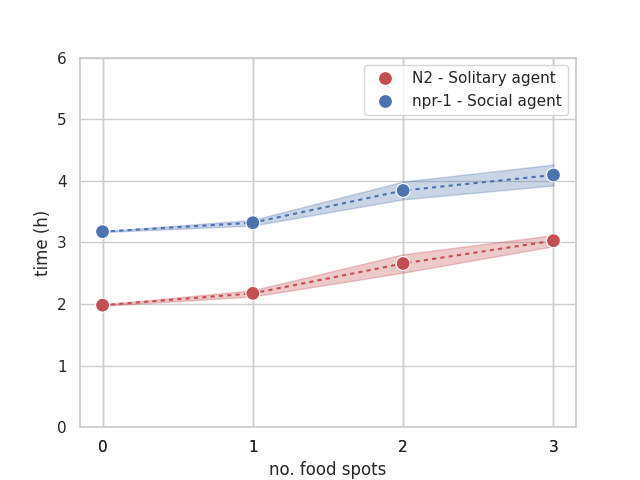 6
5
4
3
2
1
0
time (h)
N2 - Solitary agent
npr-1 - Social agent
0 1 2 3
no. food spots